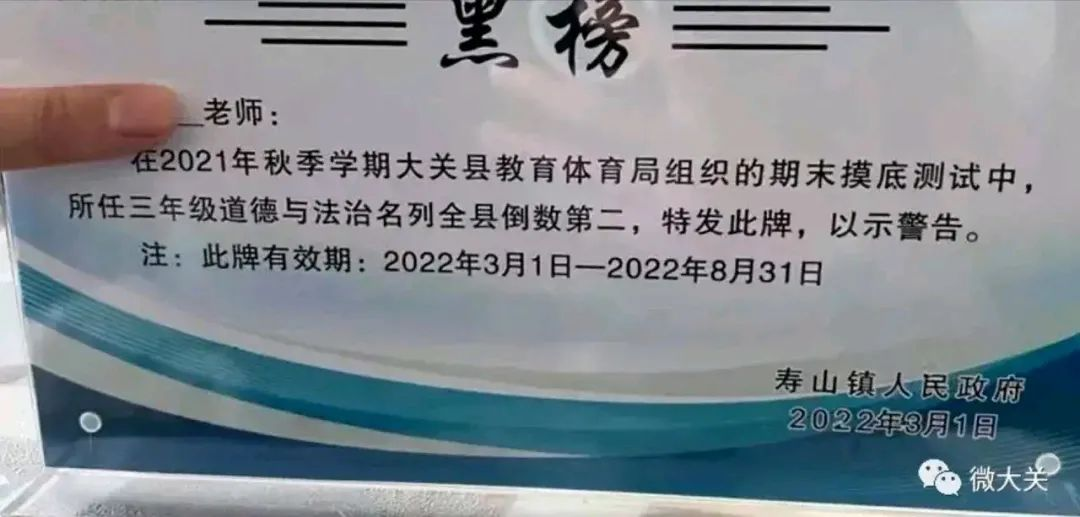 黑榜
老师：
在2021年秋季学期大关县教育体育局组织的期末摸底测试中，
所任三年级道德与法治名列全县倒数第二，特发此牌，以示警告。
注：此牌有效期：2022年3月1日—2022年8月31日
寿山镇人民政府
2022年3月1日
微大关